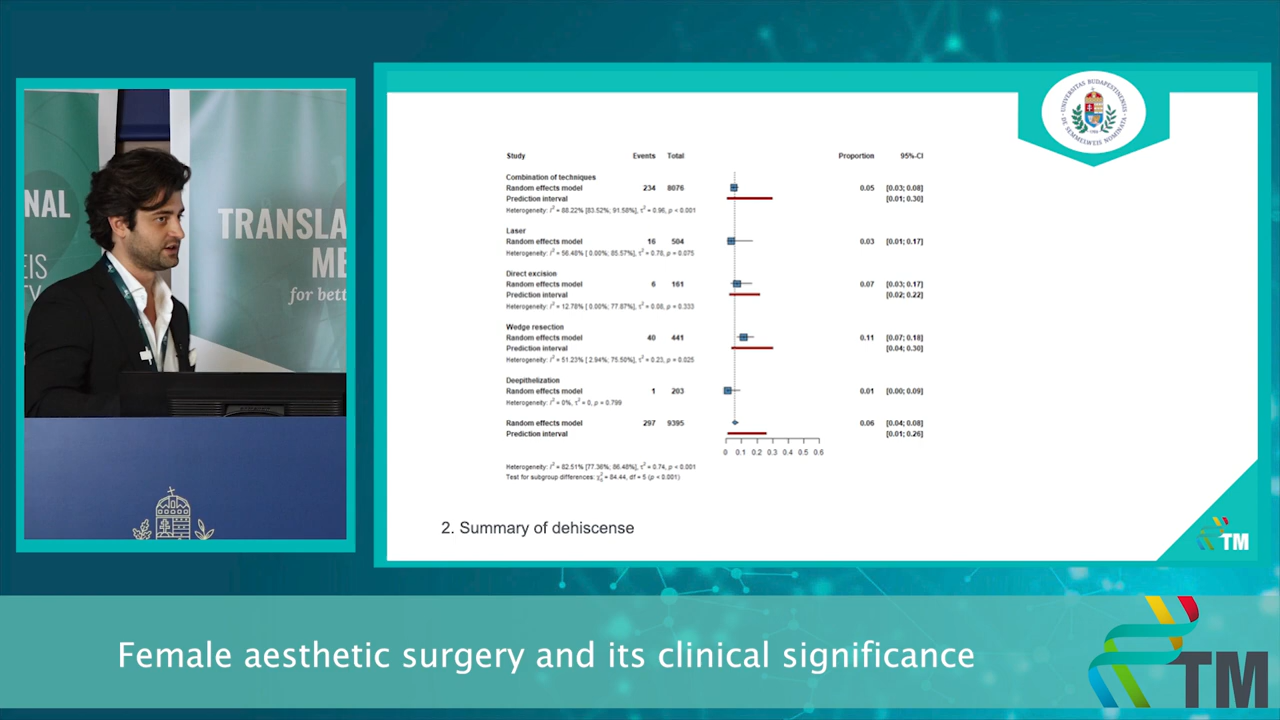 NAL
EIS
TY
TRANSLA
ME
for bett
UNIVERSITAS BUDAPESTINENSIS
DE SEMMELWEIS NOMINATA
Study Events Total Proportion 95%-CI
Combination of techniques
Random effects model 234 8076 0.05 [0.03; 0.08]
Prediction interval [0.01; 0.30]
Heterogeneity: I² = 88.22% [83.52%; 91.58%], τ² = 0.96, p < 0.001
Laser
Random effects model 16 504 0.03 [0.01; 0.17]
Heterogeneity: I² = 56.48% [ 0.00%; 85.57%], τ² = 0.78, p = 0.075
Direct excision
Random effects model 6 161 0.07 [0.03; 0.17]
Prediction interval [0.02; 0.22]
Heterogeneity: I² = 12.78% [ 0.00%; 77.87%], τ² = 0.08, p = 0.333
Wedge resection
Random effects model 40 441 0.11 [0.07; 0.18]
Prediction interval [0.04; 0.30]
Heterogeneity: I² = 51.23% [ 2.94%; 75.50%], τ² = 0.23, p = 0.025
Deepithelization
Random effects model 1 203 0.01 [0.00; 0.09]
Heterogeneity: I² = 0%, τ² = 0, p = 0.799
Random effects model 297 9395 0.06 [0.04; 0.08]
Prediction interval [0.01; 0.26]
0 0.1 0.2 0.3 0.4 0.5 0.6
Heterogeneity: I² = 82.51% [77.36%; 86.48%], τ² = 0.74, p < 0.001
Test for subgroup differences: χ² = 84.44, df = 5 (p < 0.001)
2. Summary of dehiscense
TM
Female aesthetic surgery and its clinical significance
TM